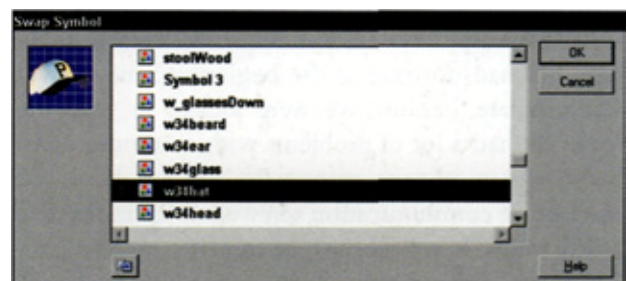 Swap Symbol
stoolWood
Symbol 3
w_glassesDown
w34beard
w34ear
w34glass
w34hat
w34head
OK
Cancel
Help
P